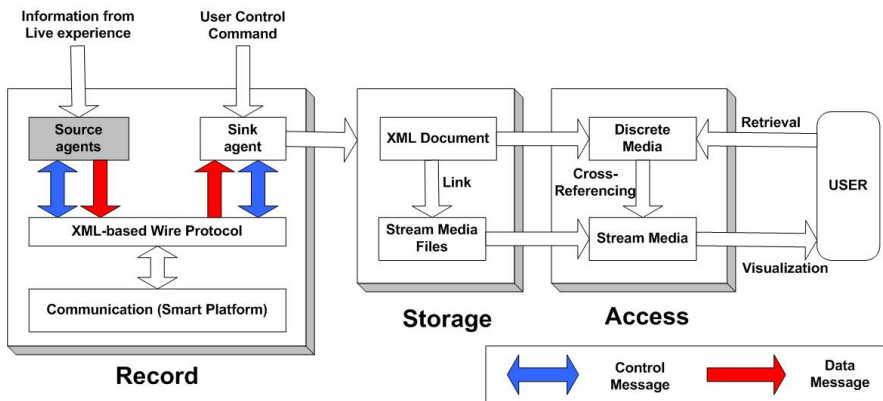 Information from
Live experience
User Control
Command
Source
agents
Sink
agent
XML-based Wire Protocol
Communication (Smart Platform)
Record
XML Document
Link
Stream Media
Files
Storage
Discrete
Media
Cross-
Referencing
Stream Media
Access
Retrieval
USER
Visualization
Control
Message
Data
Message